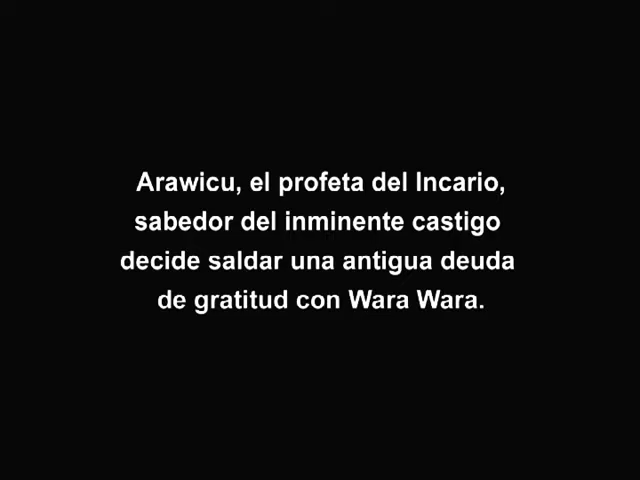 Arawicu, el profeta del Incario,
sabedor del inminente castigo
decide saldar una antigua deuda
de gratitud con Wara Wara.